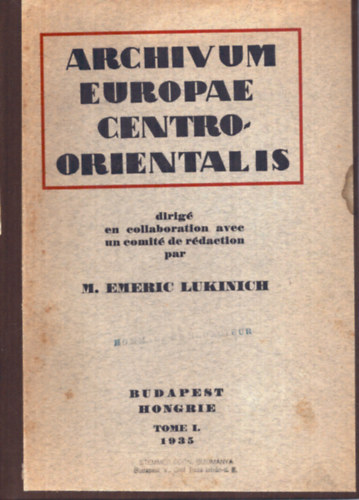 ARCHIVUM
EUROPAE
CENTRO-
ORIENTALIS
dirigé
en collaboration avec
un comité de rédaction
par
M. EMERIC LUKINICH
BUDAPEST
HONGRIE
TOME I.
1935
Budapest, V.,